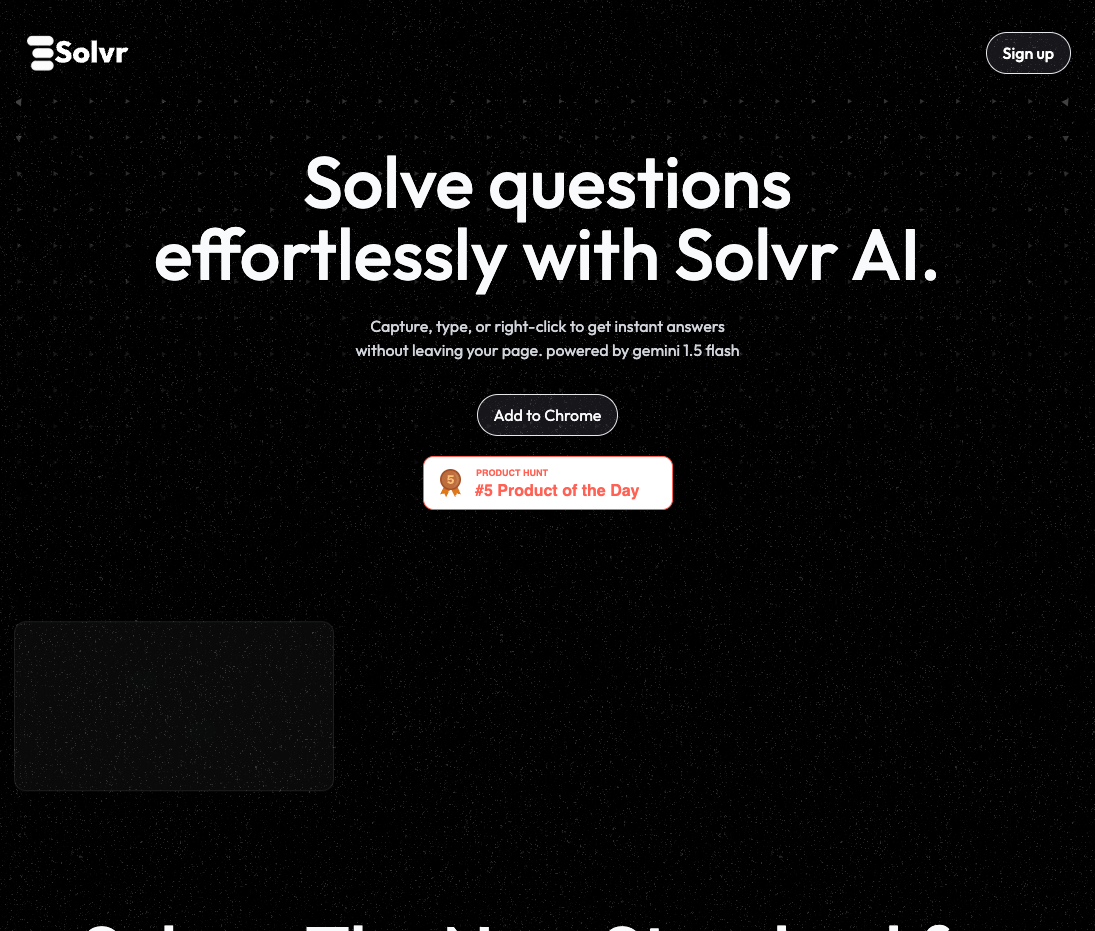 Solvr
Sign up
Solve questions
effortlessly with Solvr AI.
Capture, type, or right-click to get instant answers
without leaving your page. powered by gemini 1.5 flash
Add to Chrome
5
PRODUCT HUNT
#5 Product of the Day